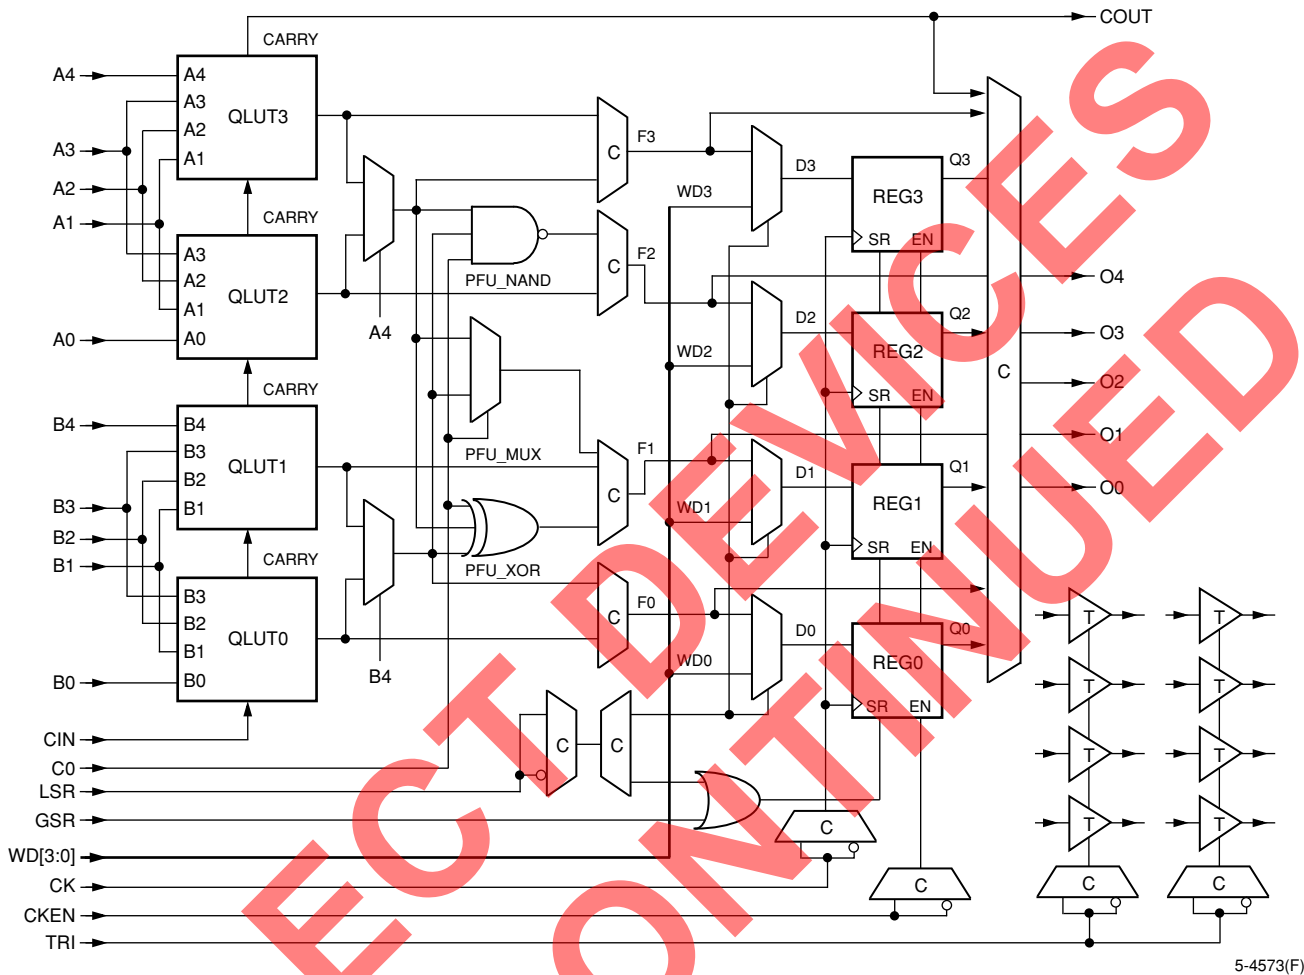 COUT
CARRY
A4
A3
A2
A1
A4
A3
A2
A1
QLUT3
CARRY
A3
A2
A1
A0
QLUT2
A0
A4
C
F3
C
F2
PFU_NAND
WD3
D3
REG3
SR EN
Q3
C
O4
O3
O2
O1
O0
WD2
D2
REG2
SR EN
Q2
CARRY
B4
B3
B2
B1
B4
B3
B2
B1
QLUT1
PFU_MUX
C
F1
WD1
D1
REG1
SR EN
Q1
CARRY
B3
B2
B1
B0
QLUT0
B0
B4
PFU_XOR
C
F0
WD0
D0
REG0
SR EN
Q0
CIN
C0
LSR
GSR
WD[3:0]
CK
CKEN
TRI
C
C
C
C
T
T
T
T
C
T
T
T
T
C
5-4573(F)
ECT DEVICES
ONTINUED